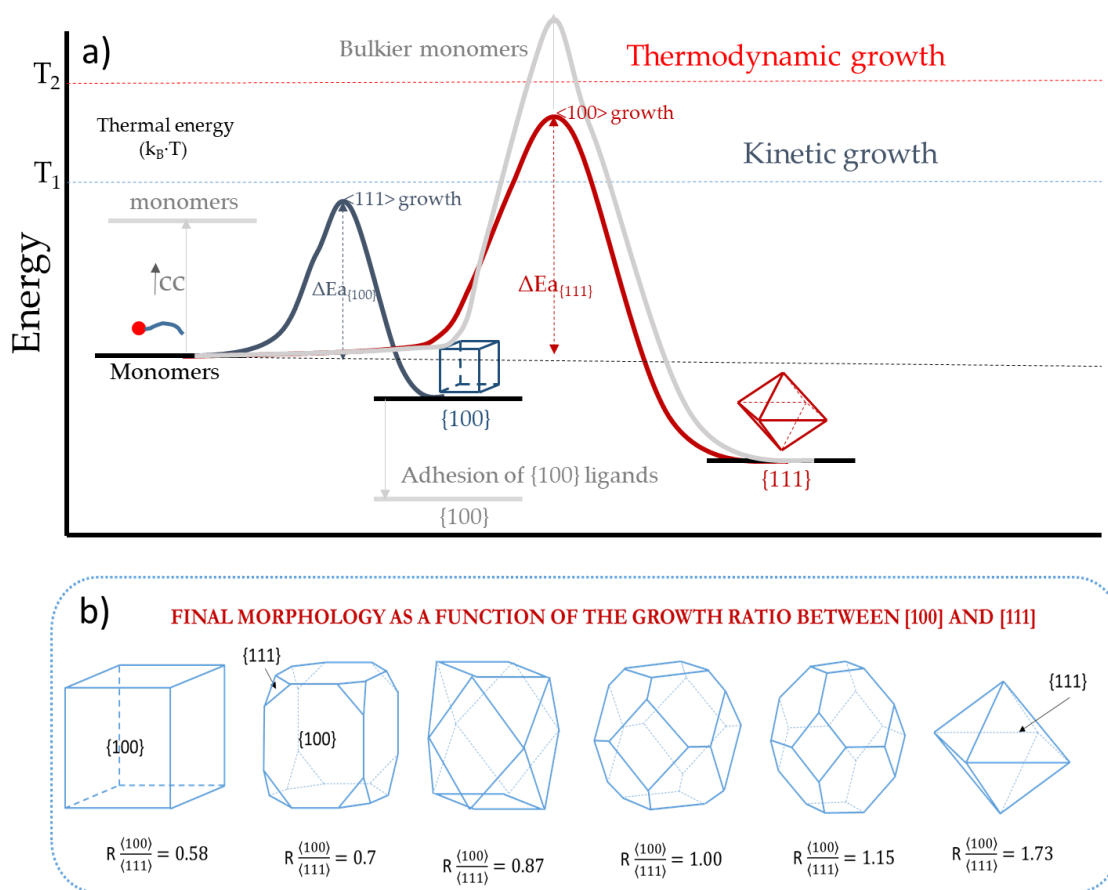 a)
Bulkier monomers
Thermodynamic growth
T2
<100> growth
Thermal energy
(kB·T)
Kinetic growth
T1
monomers
<111> growth
CC
ΔEa{100}
ΔEa{111}
Energy
Monomers
{100}
{111}
Adhesion of {100} ligands
{100}
b)
FINAL MORPHOLOGY AS A FUNCTION OF THE GROWTH RATIO BETWEEN [100] AND [111]
{111}
{100}
{100}
{111}
R ⟨100⟩/⟨111⟩ = 0.58
R ⟨100⟩/⟨111⟩ = 0.7
R ⟨100⟩/⟨111⟩ = 0.87
R ⟨100⟩/⟨111⟩ = 1.00
R ⟨100⟩/⟨111⟩ = 1.15
R ⟨100⟩/⟨111⟩ = 1.73